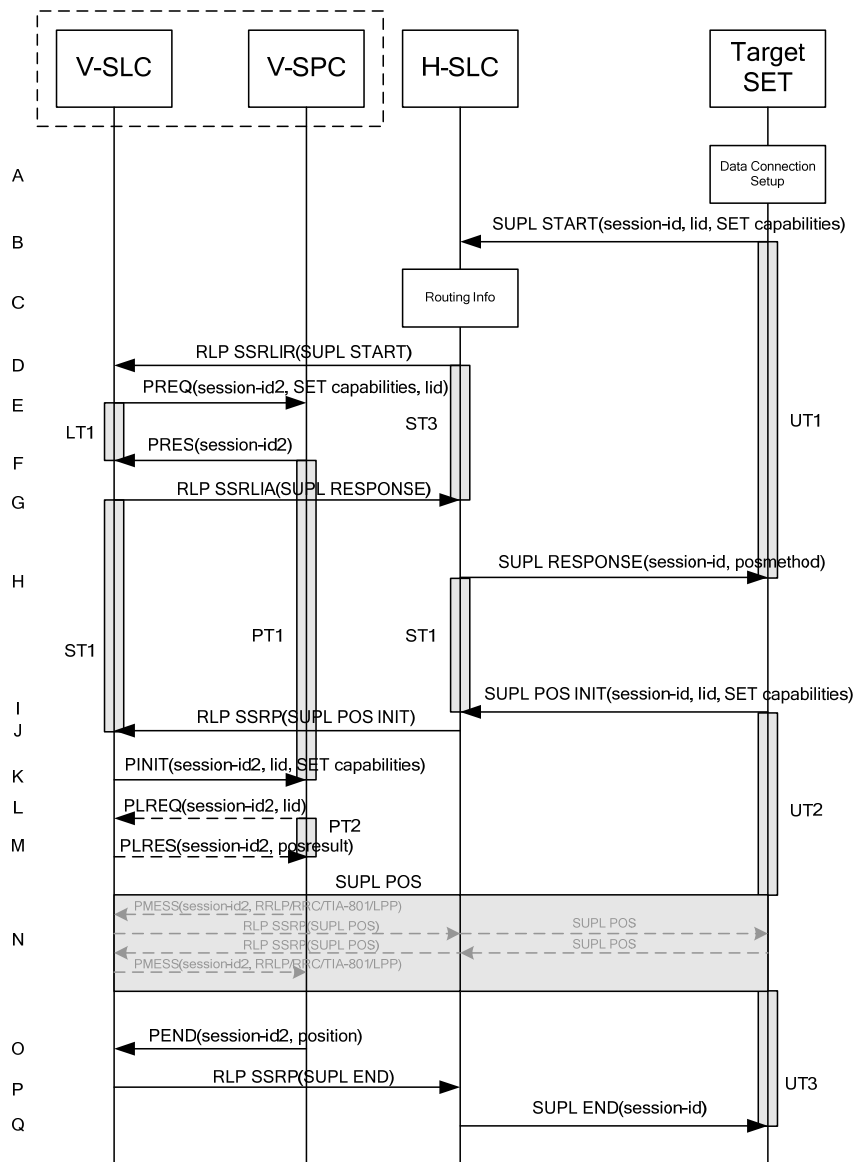 V-SLC
V-SPC
H-SLC
Target
SET
A
Data Connection
Setup
B
SUPL START(session-id, lid, SET capabilities)
C
Routing Info
D
RLP SSRLIR(SUPL START)
E
PREQ(session-id2, SET capabilities, lid)
LT1
ST3
UT1
F
PRES(session-id2)
G
RLP SSRLIA(SUPL RESPONSE)
H
SUPL RESPONSE(session-id, posmethod)
ST1
PT1
ST1
I
SUPL POS INIT(session-id, lid, SET capabilities)
J
RLP SSRP(SUPL POS INIT)
K
PINIT(session-id2, lid, SET capabilities)
L
PLREQ(session-id2, lid)
PT2
UT2
M
PLRES(session-id2, posresult)
SUPL POS
N
PMESS(session-id2, RRLP/RRC/TIA-801/LPP)
RLP SSRP(SUPL POS)
SUPL POS
RLP SSRP(SUPL POS)
SUPL POS
PMESS(session-id2, RRLP/RRC/TIA-801/LPP)
O
PEND(session-id2, position)
P
RLP SSRP(SUPL END)
UT3
Q
SUPL END(session-id)